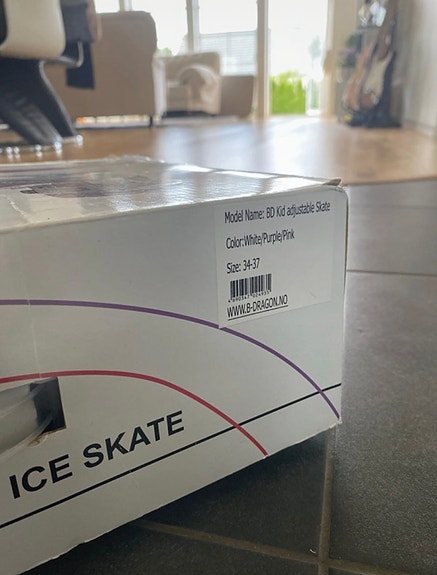 Model Name: BD Kid adjustable Skate
Color:White/Purple/Pink
Size: 34-37
WWW.B-DRAGON.NO
ICE SKATE